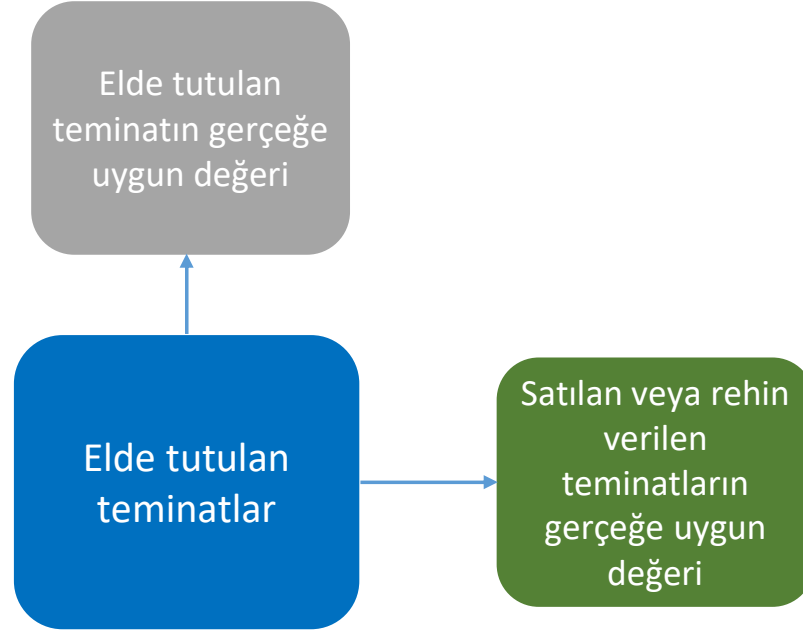 Elde tutulan
teminatın gerçeğe
uygun değeri
Elde tutulan
teminatlar
Satılan veya rehin
verilen
teminatların
gerçeğe uygun
değeri